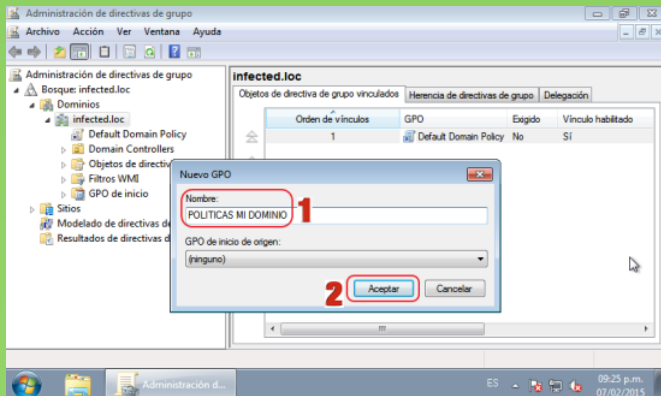 Administración de directivas de grupo
Archivo Acción Ver Ventana Ayuda
Administración de directivas de grupo
Bosque: infected.loc
Dominios
infected.loc
Default Domain Policy
Domain Controllers
Objetos de directiv
Filtros WMI
GPO de inicio
Sitios
Modelado de directivas de
Resultados de directivas d
infected.loc
Objetos de directiva de grupo vinculados Herencia de directivas de grupo Delegación
Orden de vínculos GPO Exigido Vínculo habilitado
1 Default Domain Policy No Sí
Nuevo GPO
Nombre:
POLITICAS MI DOMINIO
1
GPO de inicio de origen:
(ninguno)
2
Aceptar Cancelar
Administración d...
ES 09:25 p.m.
07/02/2015